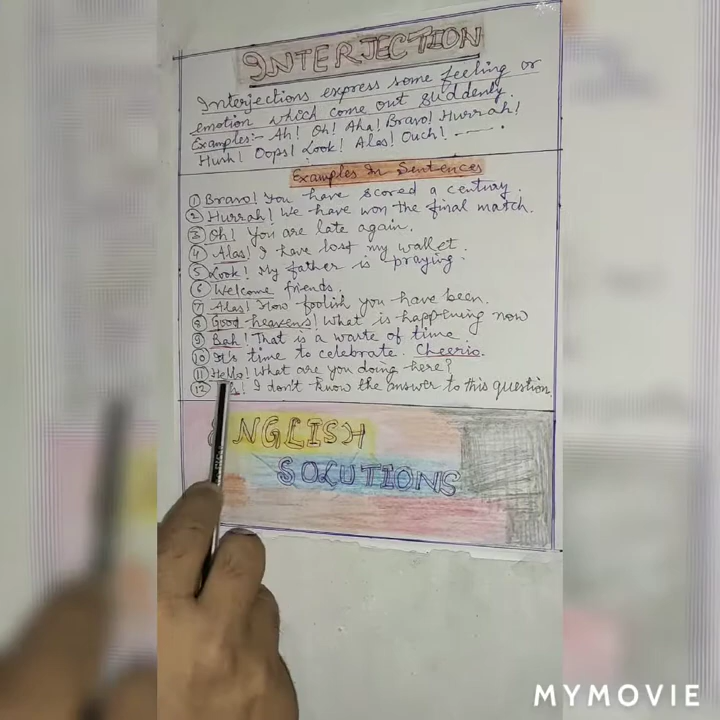 INTERJECTION
Interjections express some feeling or
emotion which come out suddenly.
Examples:- Ah! Oh! Aha! Bravo! Hurrah!
Hush! Oops! Look! Alas! Ouch! -----.
Examples In Sentences
① Bravo! You have scored a century.
② Hurrah! We have won the final match.
③ Oh! You are late again.
④ Alas! I have lost my wallet.
⑤ Look! My father is praying.
⑥ Welcome friends.
⑦ Alas! How foolish you have been.
⑧ Good heavens! What is happening now
⑨ Bah! That is a waste of time
⑩ It's time to celebrate. Cheerio.
⑪ Hello! What are you doing here?
⑫ ! I don't know the answer to this question.
ENGLISH
SOLUTIONS
MYMOVIE